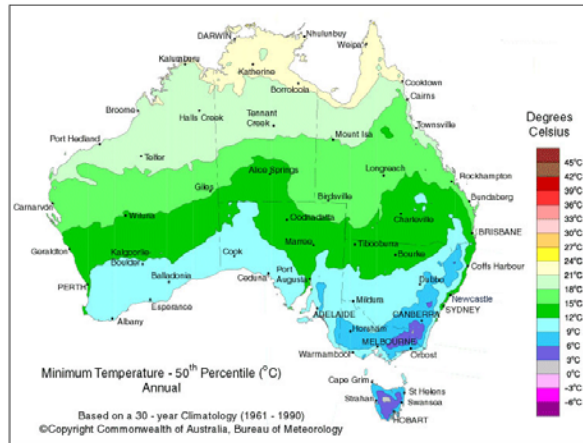 DARWIN
Nhulunbuy
Weipa
Kalumburu
Katherine
Borroloola
Cooktown
Cairns
Broome
Halls Creek
Tennant
Creek
Townsville
Port Hedland
Mount Isa
Telfer
Longreach
Rockhampton
Alice Springs
Giles
Birdsville
Bundaberg
Carnarvon
Wiluna
Oodnadatta
Charleville
BRISBANE
Geraldton
Kalgoorlie
Boulder
Cook
Marree
Tibooburra
Bourke
Coffs Harbour
Balladonia
Ceduna
Port
Augusta
Dubbo
PERTH
Esperance
Mildura
Newcastle
SYDNEY
Albany
ADELAIDE
CANBERRA
Horsham
MELBOURNE
Orbost
Warrnambool
Cape Grim
St Helens
Strahan
Swansea
HOBART
Degrees
Celsius
45°C
42°C
39°C
36°C
33°C
30°C
27°C
24°C
21°C
18°C
15°C
12°C
9°C
6°C
3°C
0°C
-3°C
-6°C
Minimum Temperature - 50th Percentile (°C)
Annual
Based on a 30 - year Climatology (1961 - 1990)
©Copyright Commonwealth of Australia, Bureau of Meteorology